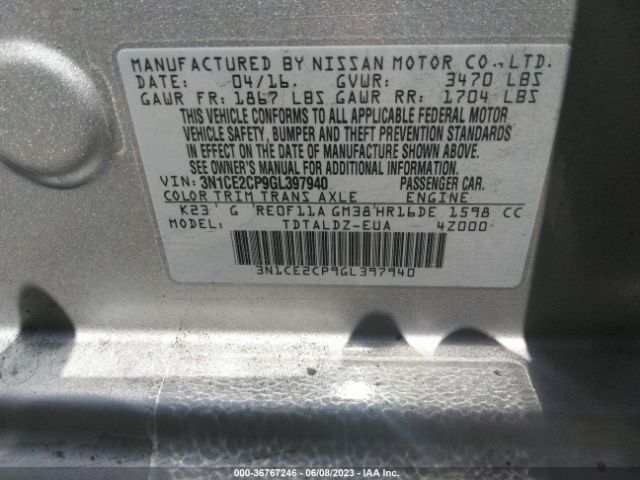 MANUFACTURED BY NISSAN MOTOR CO.,LTD.
DATE: 04/16. GVWR: 3470 LBS
GAWR FR: 1867 LBS GAWR RR: 1704 LBS
THIS VEHICLE CONFORMS TO ALL APPLICABLE FEDERAL MOTOR
VEHICLE SAFETY, BUMPER AND THEFT PREVENTION STANDARDS
IN EFFECT ON THE DATE OF MANUFACTURE SHOWN ABOVE.
SEE OWNER'S MANUAL FOR ADDITIONAL INFORMATION.
VIN: 3N1CE2CP9GL397940 PASSENGER CAR.
COLOR TRIM TRANS AXLE ENGINE
K23' G 'RE0F11A GM38'HR16DE 1598 CC
MODEL: TDTALDZ-EUA 4Z000
3N1CE2CP9GL397940
000-36767246 - 06/08/2023 - IAA Inc.